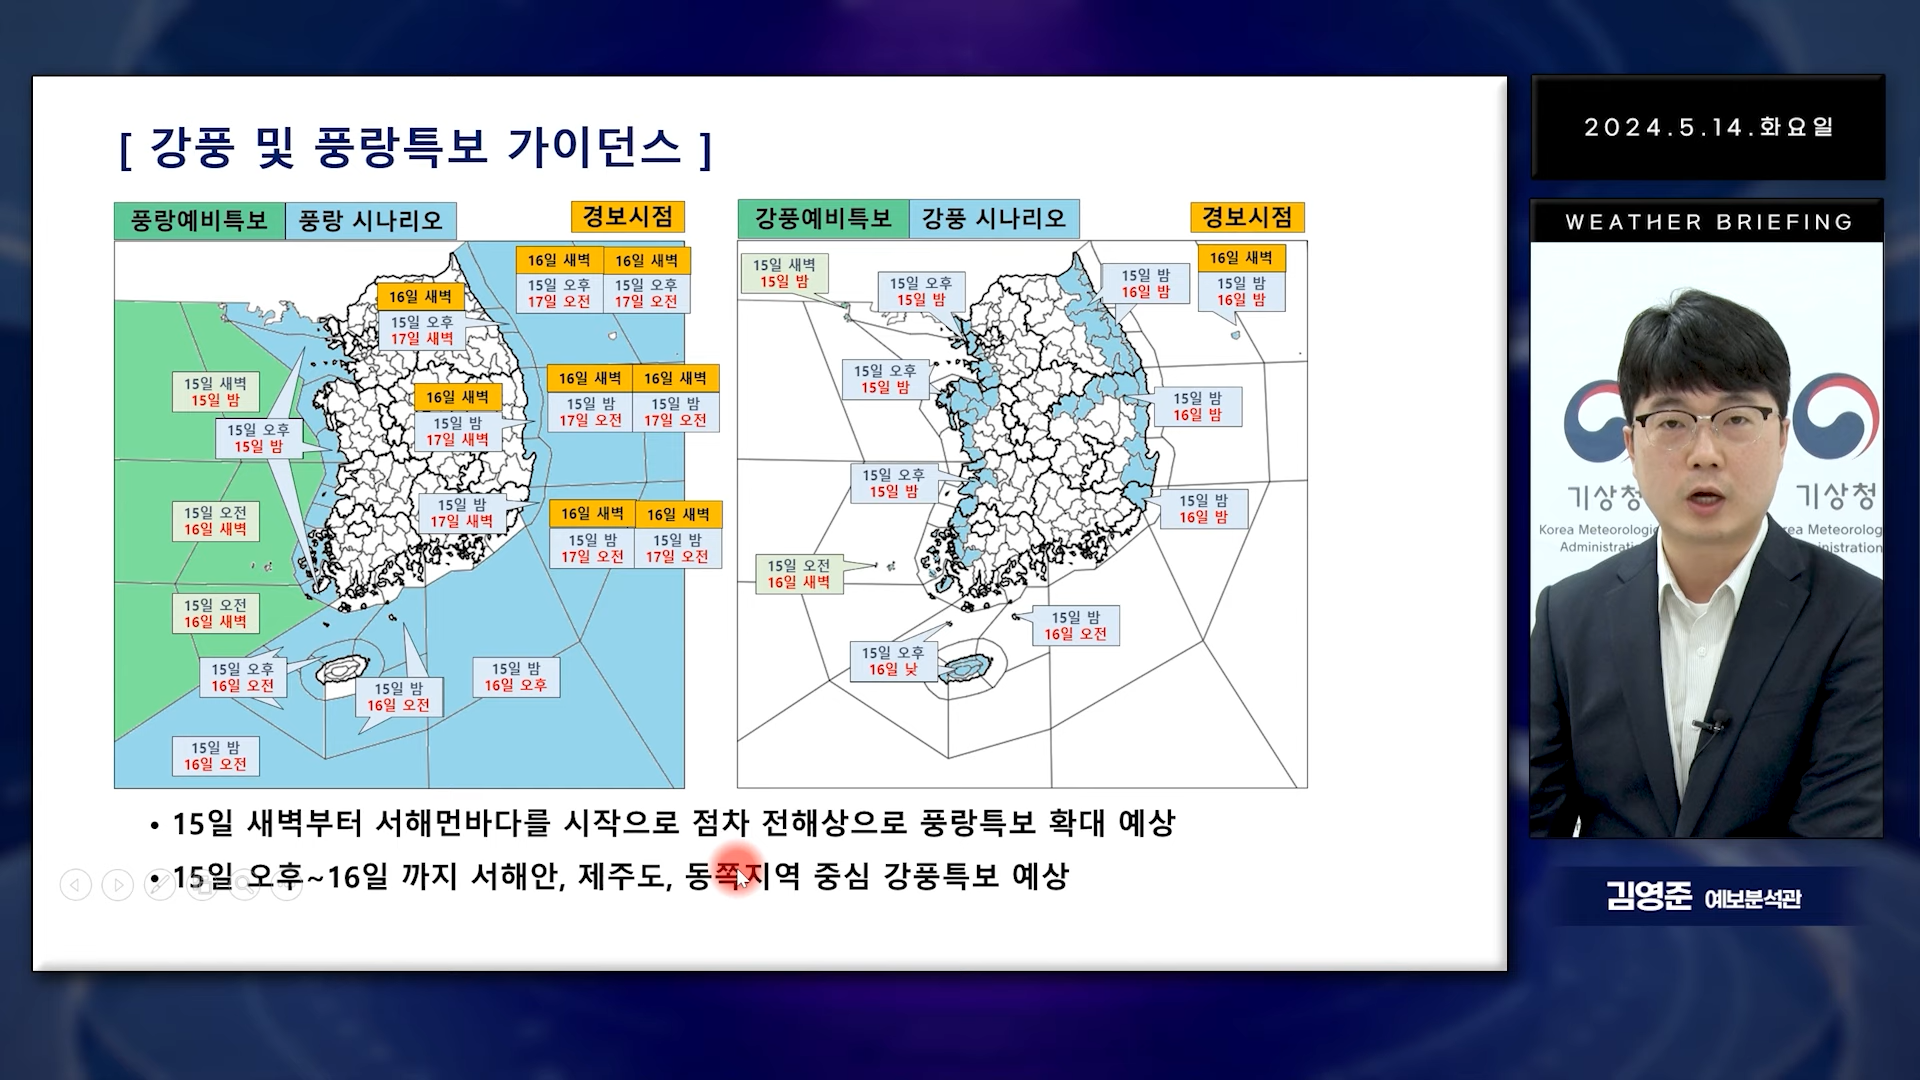 [ 강풍 및 풍랑특보 가이던스 ]
풍랑예비특보 풍랑 시나리오 경보시점
16일 새벽
15일 오후
17일 오전
16일 새벽
15일 오후
17일 오전
16일 새벽
15일 오후
17일 새벽
15일 새벽
15일 밤
16일 새벽
15일 밤
17일 오전
16일 새벽
15일 밤
17일 오전
16일 새벽
15일 밤
17일 새벽
15일 오후
15일 밤
15일 오전
16일 새벽
15일 밤
17일 새벽
16일 새벽
15일 밤
17일 오전
16일 새벽
15일 밤
17일 오전
15일 오전
16일 새벽
15일 오후
16일 오전
15일 밤
16일 오전
15일 밤
16일 오후
15일 밤
16일 오전
강풍예비특보 강풍 시나리오 경보시점
15일 새벽
15일 밤
15일 오후
15일 밤
15일 밤
16일 밤
16일 새벽
15일 밤
16일 밤
15일 오후
15일 밤
15일 밤
16일 밤
15일 오후
15일 밤
15일 밤
16일 밤
15일 오전
16일 새벽
15일 밤
16일 오전
15일 오후
16일 낮
• 15일 새벽부터 서해먼바다를 시작으로 점차 전해상으로 풍랑특보 확대 예상
• 15일 오후~16일 까지 서해안, 제주도, 동쪽지역 중심 강풍특보 예상
2024.5.14.화요일
WEATHER BRIEFING
기상청
Korea Meteorologic
Administrati
기상청
rea Meteorolog
inistration
김영준 예보분석관